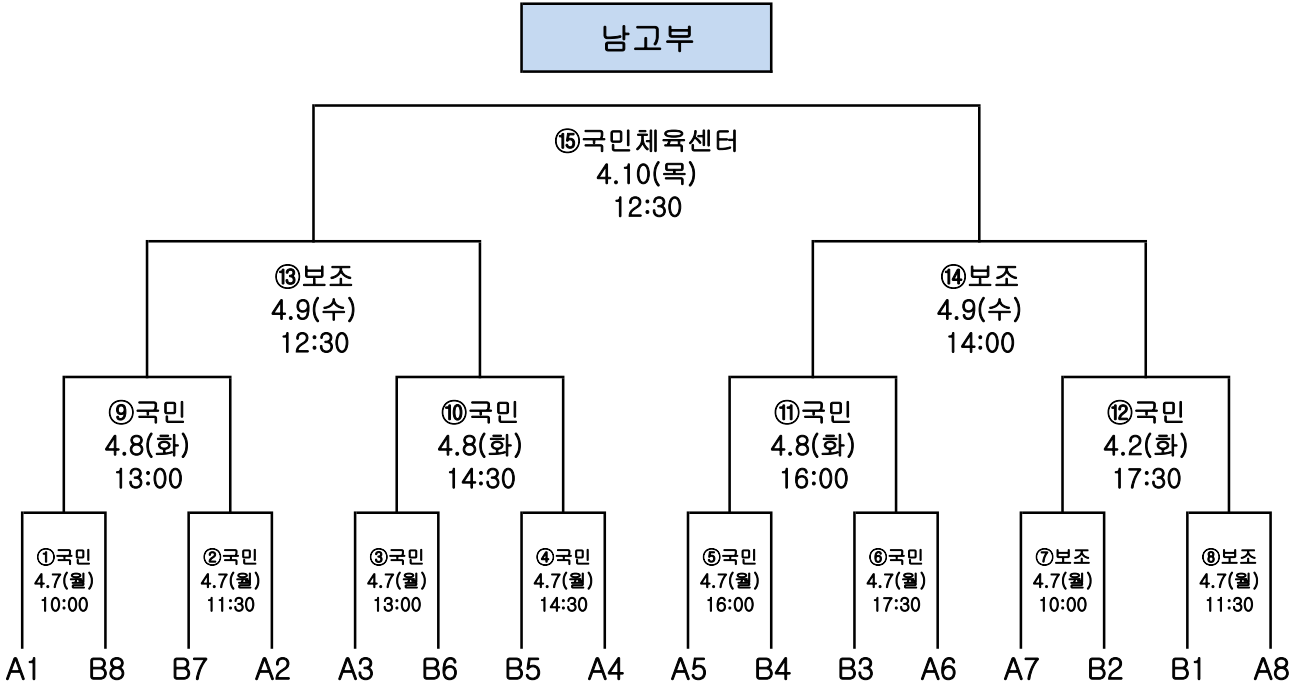 남고부
⑮국민체육센터
4.10(목)
12:30
⑬보조
4.9(수)
12:30
⑭보조
4.9(수)
14:00
⑨국민
4.8(화)
13:00
⑩국민
4.8(화)
14:30
⑪국민
4.8(화)
16:00
⑫국민
4.2(화)
17:30
①국민
4.7(월)
10:00
②국민
4.7(월)
11:30
③국민
4.7(월)
13:00
④국민
4.7(월)
14:30
⑤국민
4.7(월)
16:00
⑥국민
4.7(월)
17:30
⑦보조
4.7(월)
10:00
⑧보조
4.7(월)
11:30
A1 B8 B7 A2 A3 B6 B5 A4 A5 B4 B3 A6 A7 B2 B1 A8